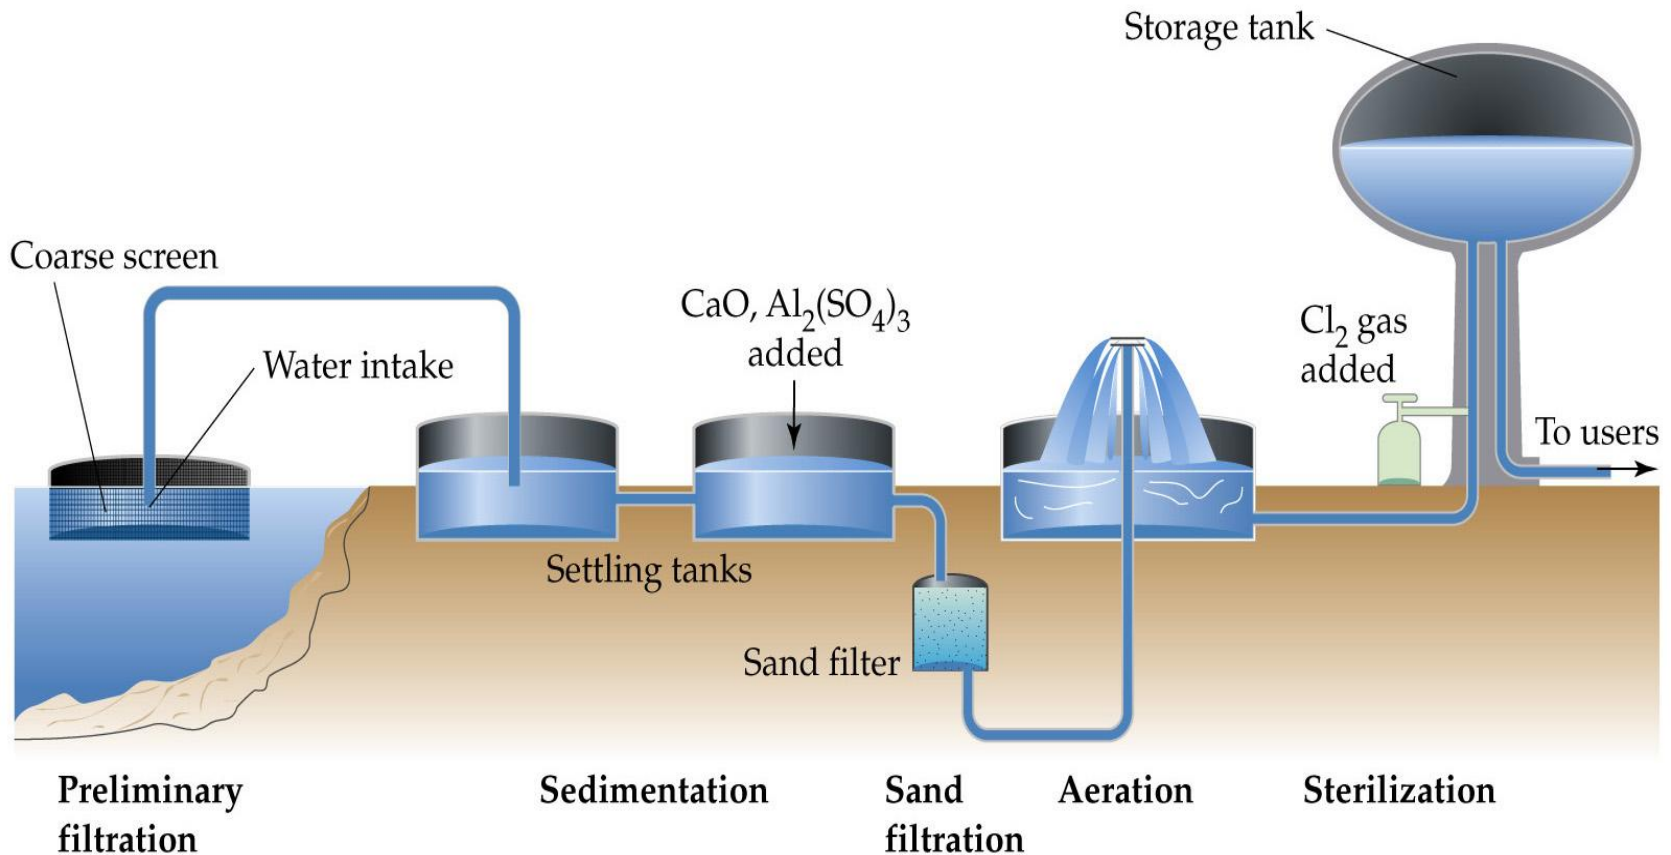 Storage tank
Coarse screen
Water intake
CaO, Al₂(SO₄)₃
added
Cl₂ gas
added
To users
Settling tanks
Sand filter
Preliminary
filtration
Sedimentation
Sand
filtration
Aeration
Sterilization